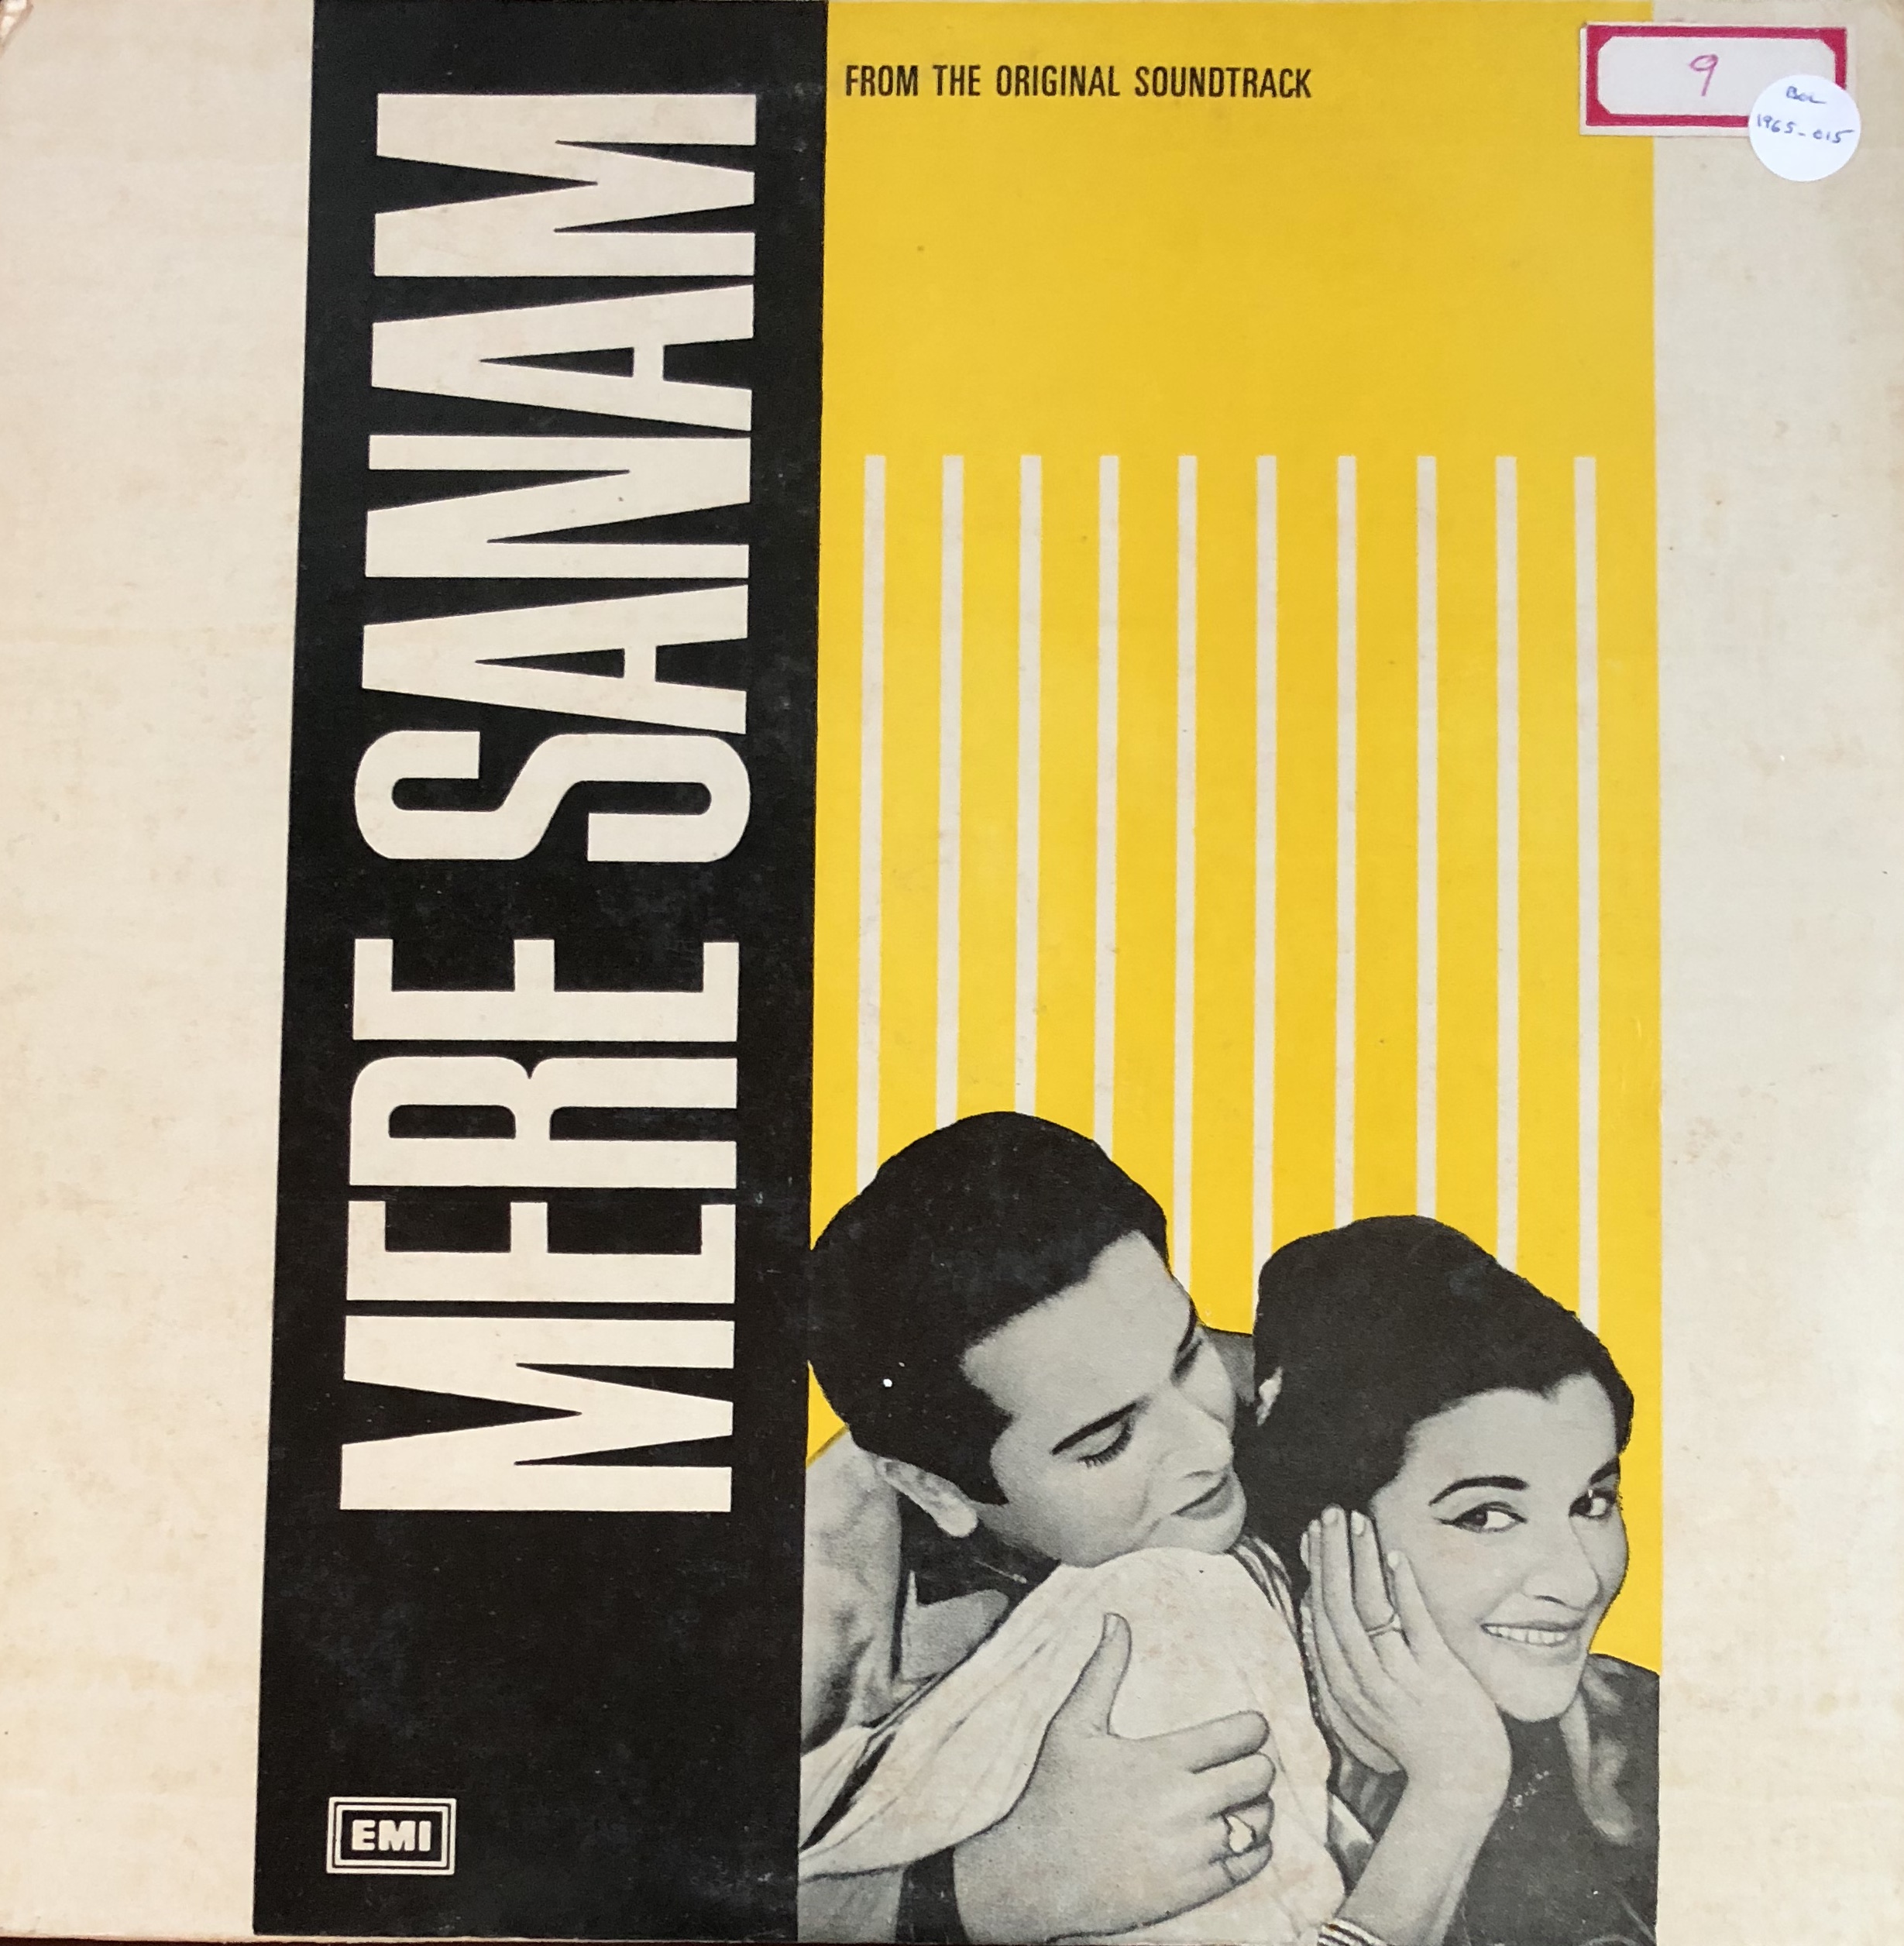 FROM THE ORIGINAL SOUNDTRACK
9
BOL
1965-015
MERE SANAM
EMI